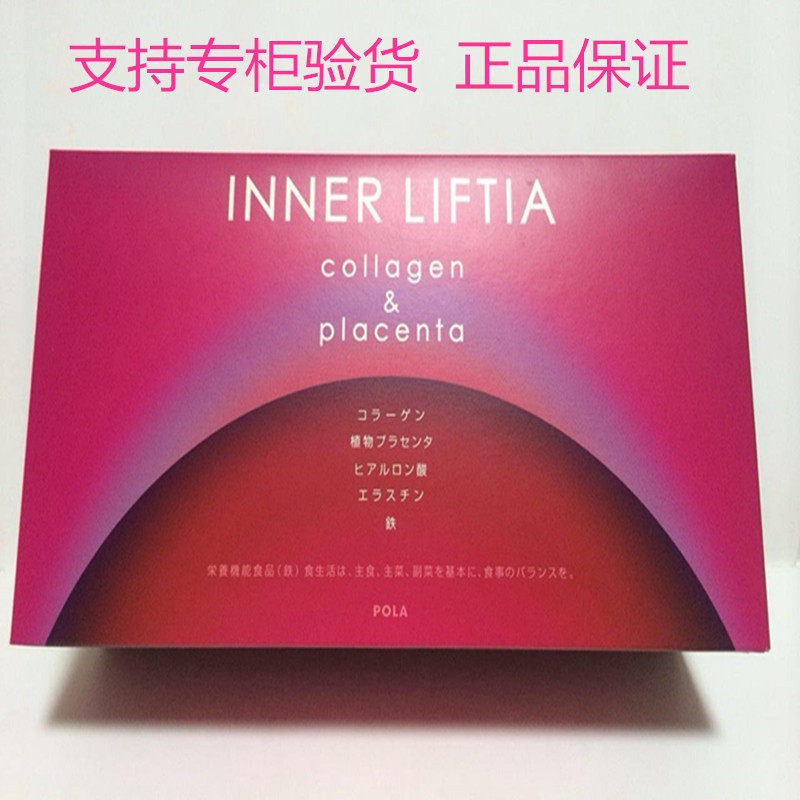 支持专柜验货 正品保证
INNER LIFTIA
collagen
&
placenta
コラーゲン
植物プラセンタ
ヒアルロン酸
エラスチン
鉄
栄養機能食品(鉄) 食生活は、主食、主菜、副菜を基本に、食事のバランスを。
POLA